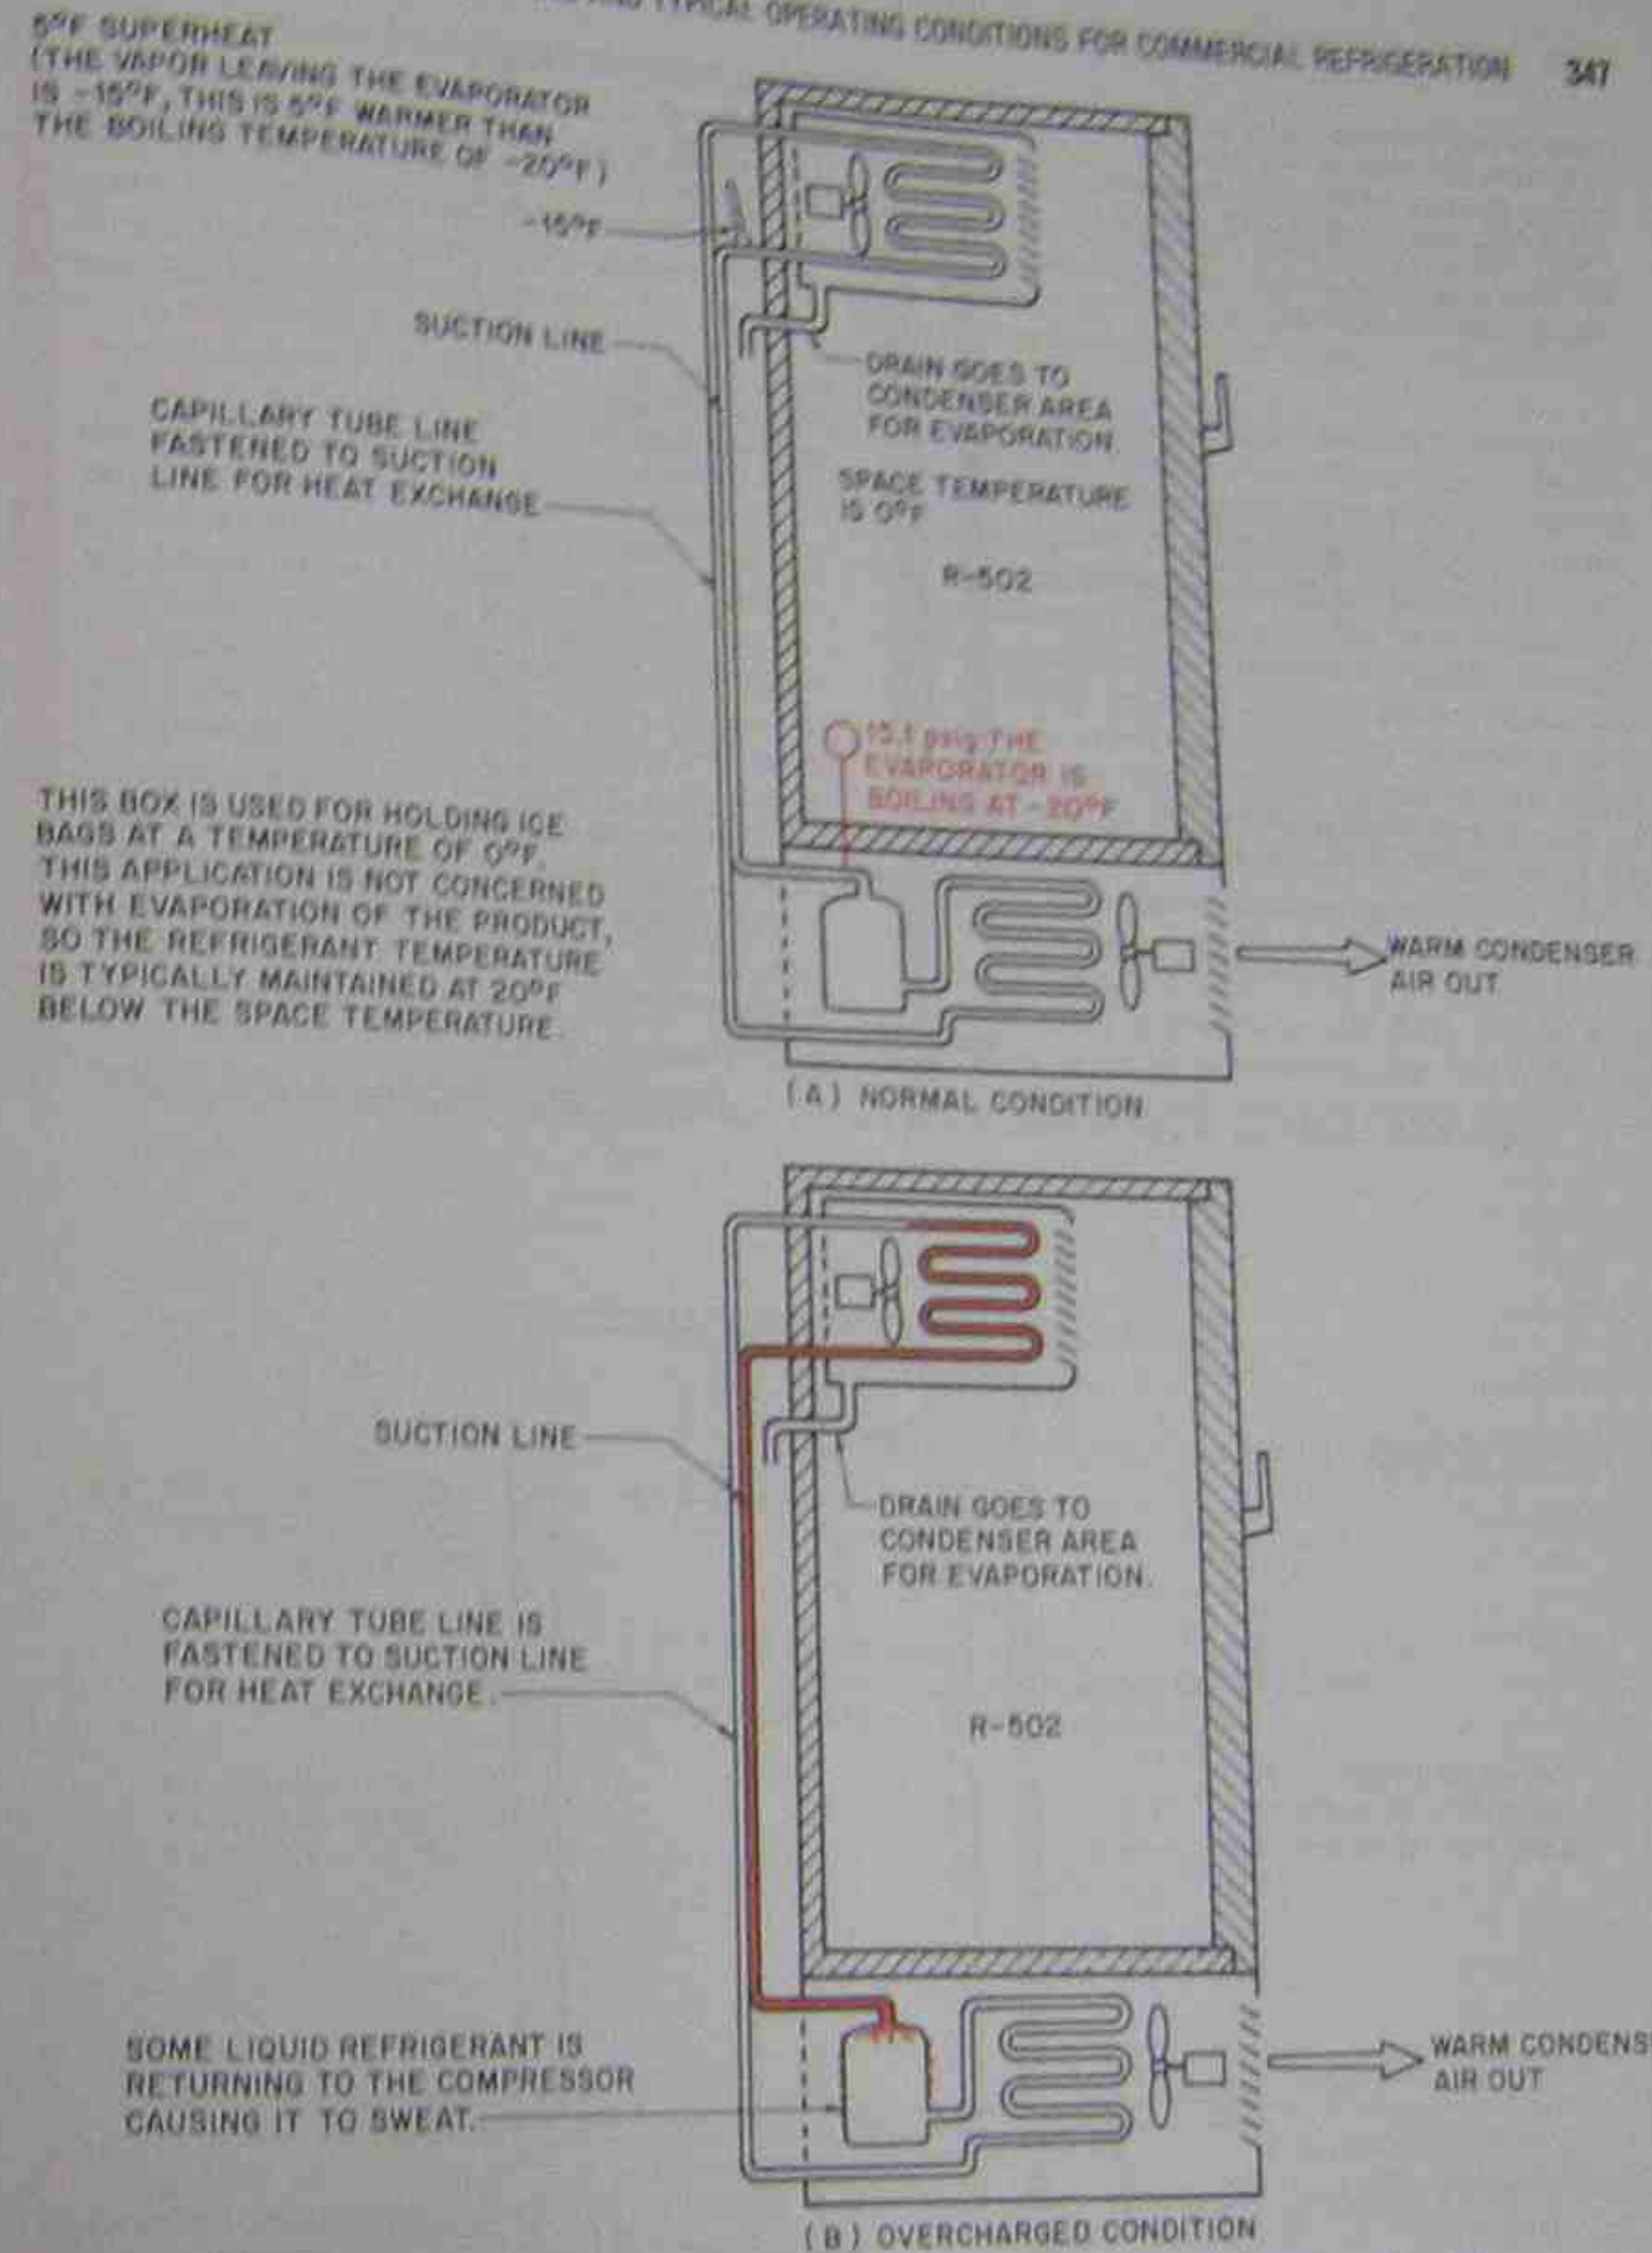 AND TYPICAL OPERATING CONDITIONS FOR COMMERCIAL REFRIGERATION 347
5°F SUPERHEAT
(THE VAPOR LEAVING THE EVAPORATOR
IS -15°F, THIS IS 5°F WARMER THAN
THE BOILING TEMPERATURE OF -20°F)
-15°F
SUCTION LINE
DRAIN GOES TO
CONDENSER AREA
FOR EVAPORATION.
CAPILLARY TUBE LINE
FASTENED TO SUCTION
LINE FOR HEAT EXCHANGE
SPACE TEMPERATURE
IS 0°F
R-502
15.1 psig THE
EVAPORATOR IS
BOILING AT -20°F
THIS BOX IS USED FOR HOLDING ICE
BAGS AT A TEMPERATURE OF 0°F.
THIS APPLICATION IS NOT CONCERNED
WITH EVAPORATION OF THE PRODUCT,
SO THE REFRIGERANT TEMPERATURE
IS TYPICALLY MAINTAINED AT 20°F
BELOW THE SPACE TEMPERATURE.
WARM CONDENSER
AIR OUT
(A) NORMAL CONDITION
SUCTION LINE
DRAIN GOES TO
CONDENSER AREA
FOR EVAPORATION.
CAPILLARY TUBE LINE IS
FASTENED TO SUCTION LINE
FOR HEAT EXCHANGE.
R-502
SOME LIQUID REFRIGERANT IS
RETURNING TO THE COMPRESSOR
CAUSING IT TO SWEAT.
WARM CONDENS
AIR OUT
(B) OVERCHARGED CONDITION